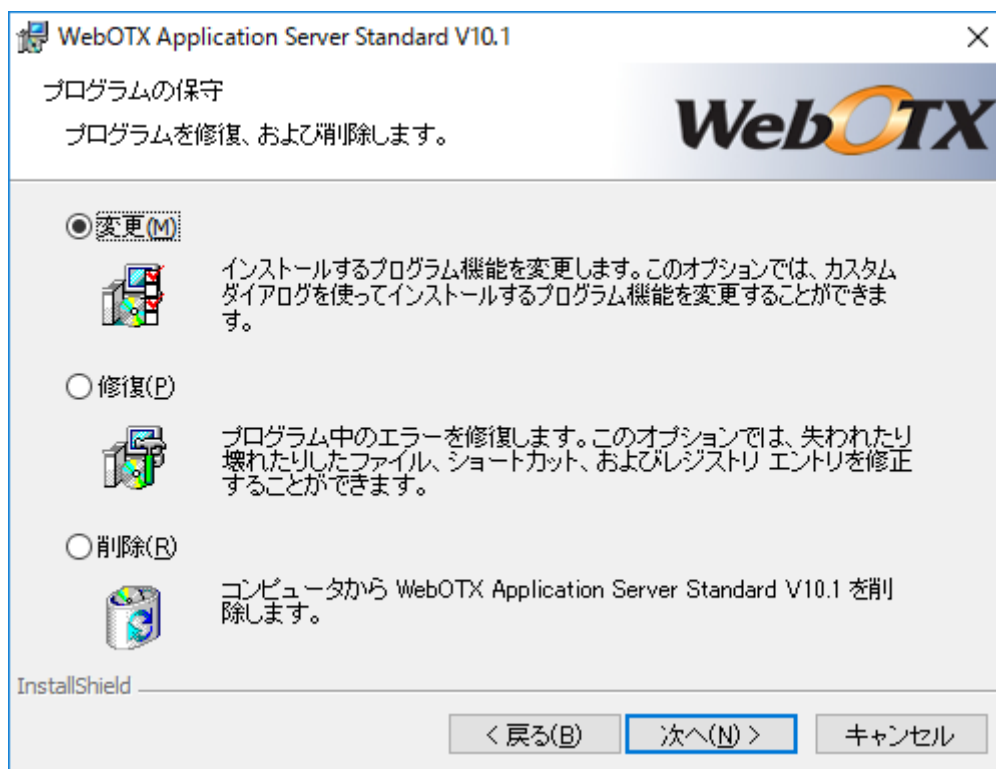 WebOTX Application Server Standard V10.1
プログラムの保守
プログラムを修復、および削除します。
WebOTX
変更(M)
インストールするプログラム機能を変更します。このオプションでは、カスタム
ダイアログを使ってインストールするプログラム機能を変更することができま
す。
修復(P)
プログラム中のエラーを修復します。このオプションでは、失われたり
壊れたりしたファイル、ショートカット、およびレジストリ エントリを修正
することができます。
削除(R)
コンピュータから WebOTX Application Server Standard V10.1 を削
除します。
InstallShield
< 戻る(B)
次へ(N) >
キャンセル